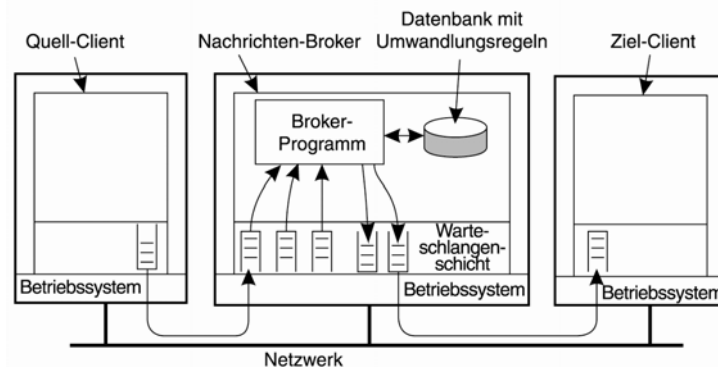 Quell-Client
Nachrichten-Broker
Datenbank mit
Umwandlungsregeln
Ziel-Client
Broker-
Programm
Warte-
schlangen-
schicht
Betriebssystem
Betriebssystem
Betriebssystem
Netzwerk